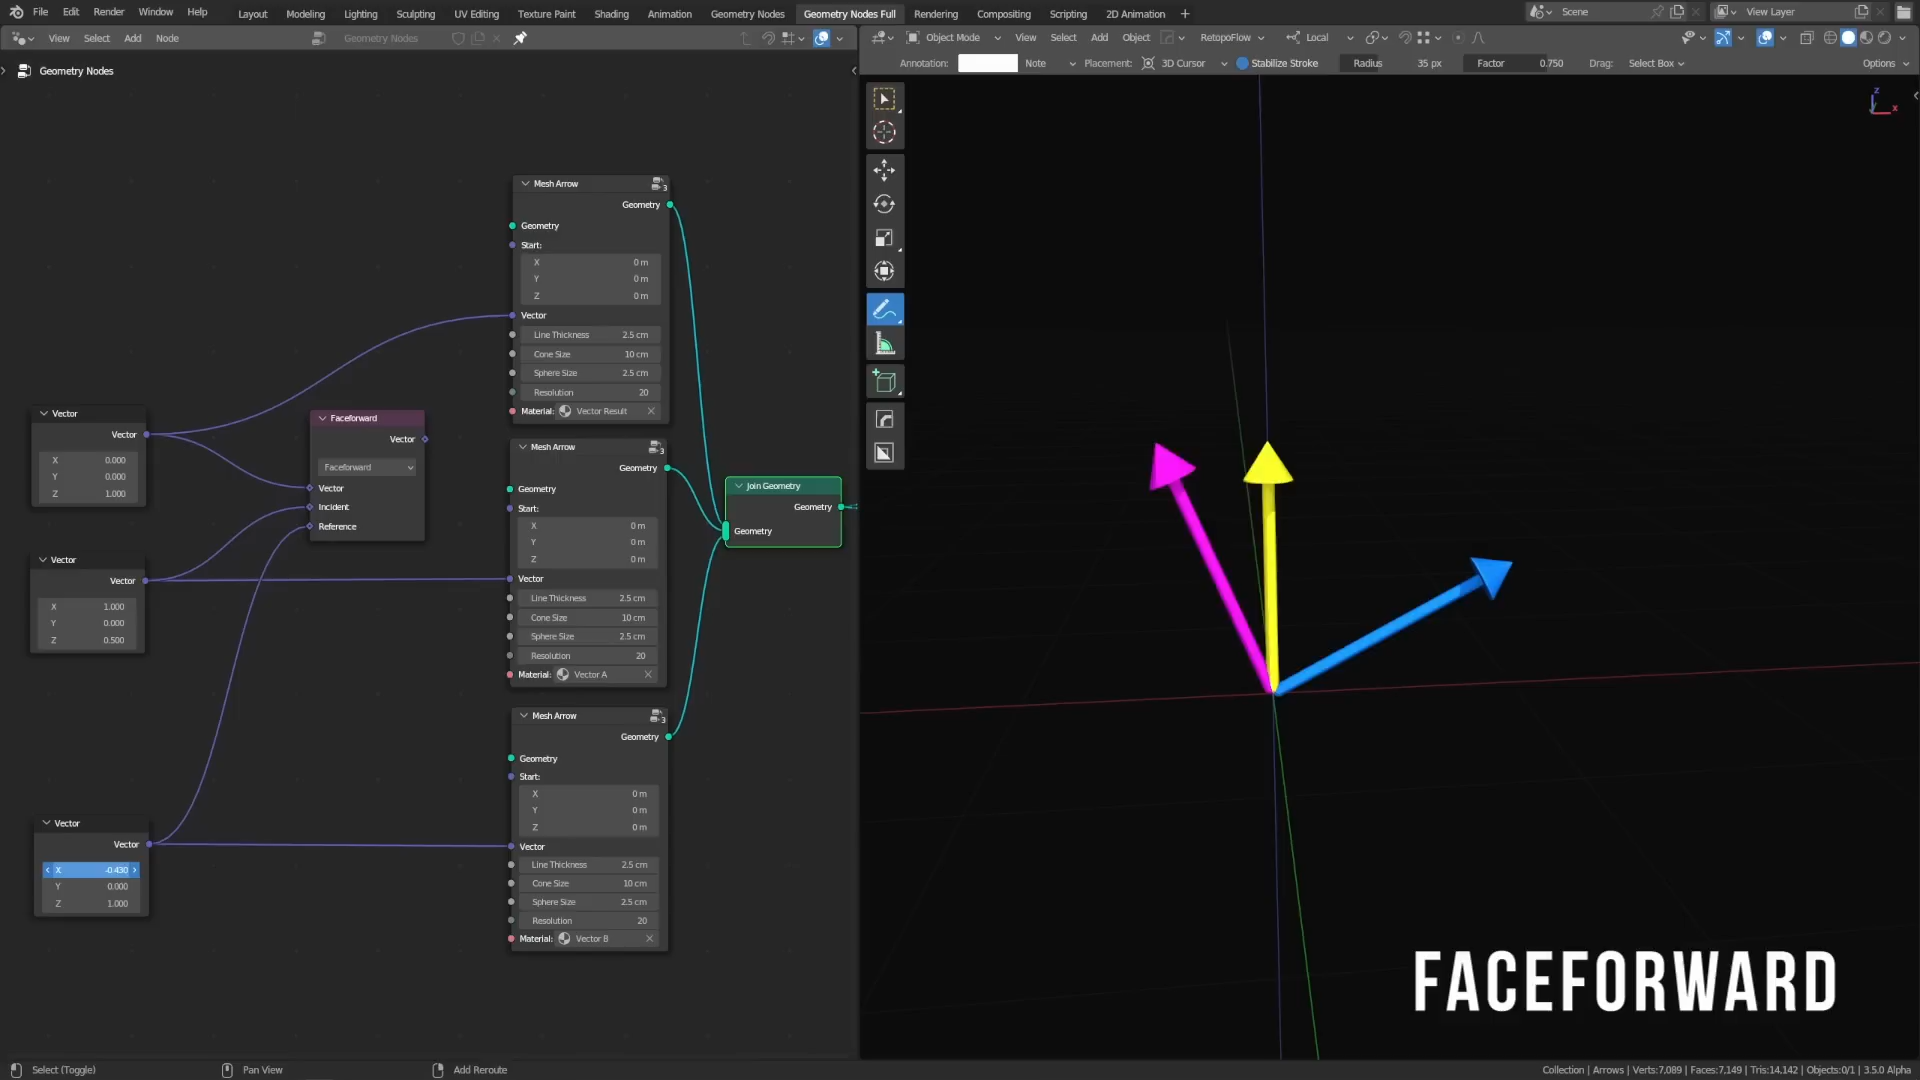 File Edit Render Window Help
Layout Modeling Lighting Sculpting UV Editing Texture Paint Shading Animation Geometry Nodes Geometry Nodes Full Rendering Compositing Scripting 2D Animation +
Scene
View Layer
View Select Add Node
Geometry Nodes
Object Mode View Select Add Object RetopoFlow Local
Annotation: Note Placement: 3D Cursor Stabilize Stroke Radius 35 px Factor 0.750 Drag: Select Box
Options
Geometry Nodes
Z
X
Mesh Arrow
3
Geometry
Geometry
Start:
X 0 m
Y 0 m
Z 0 m
Vector
Line Thickness 2.5 cm
Cone Size 10 cm
Sphere Size 2.5 cm
Resolution 20
Material: Vector Result
Vector
Vector
X 0.000
Y 0.000
Z 1.000
Faceforward
Vector
Faceforward
Vector
Incident
Reference
Mesh Arrow
3
Geometry
Geometry
Start:
X 0 m
Y 0 m
Z 0 m
Vector
Line Thickness 2.5 cm
Cone Size 10 cm
Sphere Size 2.5 cm
Resolution 20
Material: Vector A
Join Geometry
Geometry
Geometry
Vector
Vector
X 1.000
Y 0.000
Z 0.500
Mesh Arrow
3
Geometry
Geometry
Start:
X 0 m
Y 0 m
Z 0 m
Vector
Line Thickness 2.5 cm
Cone Size 10 cm
Sphere Size 2.5 cm
Resolution 20
Material: Vector B
Vector
Vector
X -0.430
Y 0.000
Z 1.000
FACEFORWARD
Select (Toggle) Pan View Add Reroute
Collection | Arrows | Verts:7,089 | Faces:7,149 | Tris:14,142 | Objects:0/1 | 3.5.0 Alpha